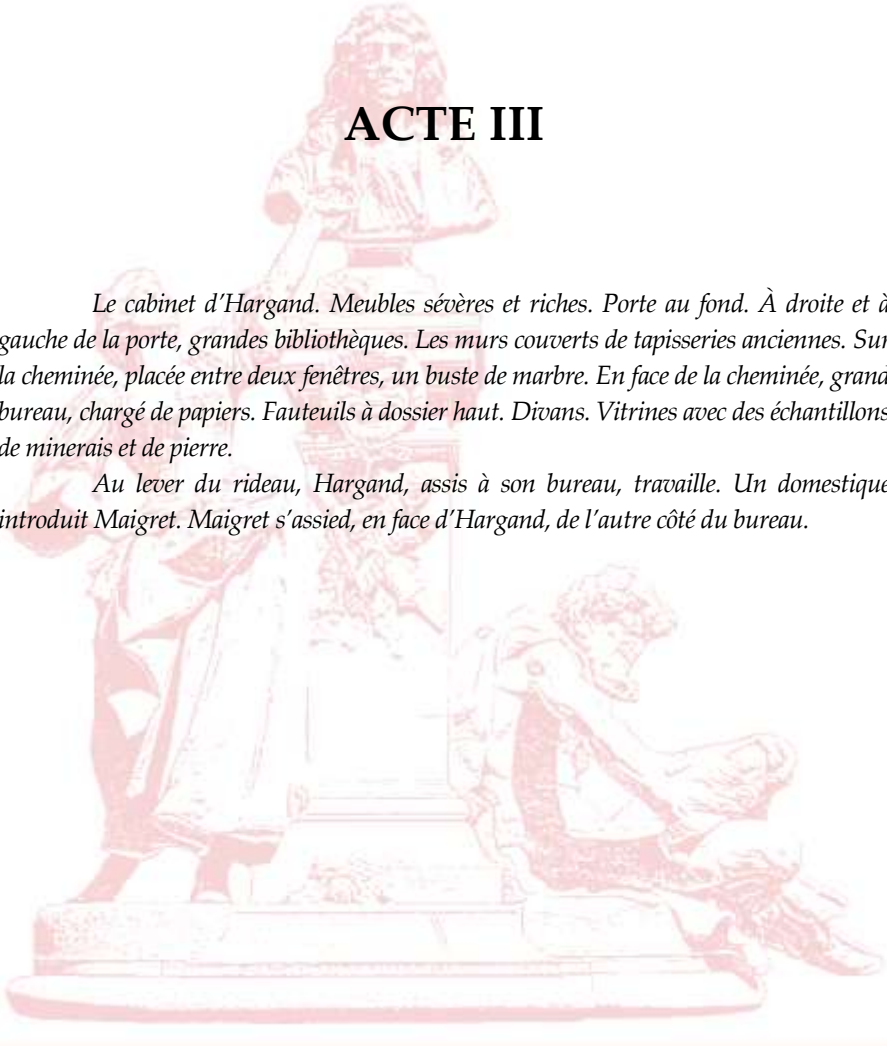 ACTE III
Le cabinet d’Hargand. Meubles sévères et riches. Porte au fond. À droite et à
gauche de la porte, grandes bibliothèques. Les murs couverts de tapisseries anciennes. Sur
la cheminée, placée entre deux fenêtres, un buste de marbre. En face de la cheminée, grand
bureau, chargé de papiers. Fauteuils à dossier haut. Divans. Vitrines avec des échantillons
de minerais et de pierre.
Au lever du rideau, Hargand, assis à son bureau, travaille. Un domestique
introduit Maigret. Maigret s’assied, en face d’Hargand, de l’autre côté du bureau.